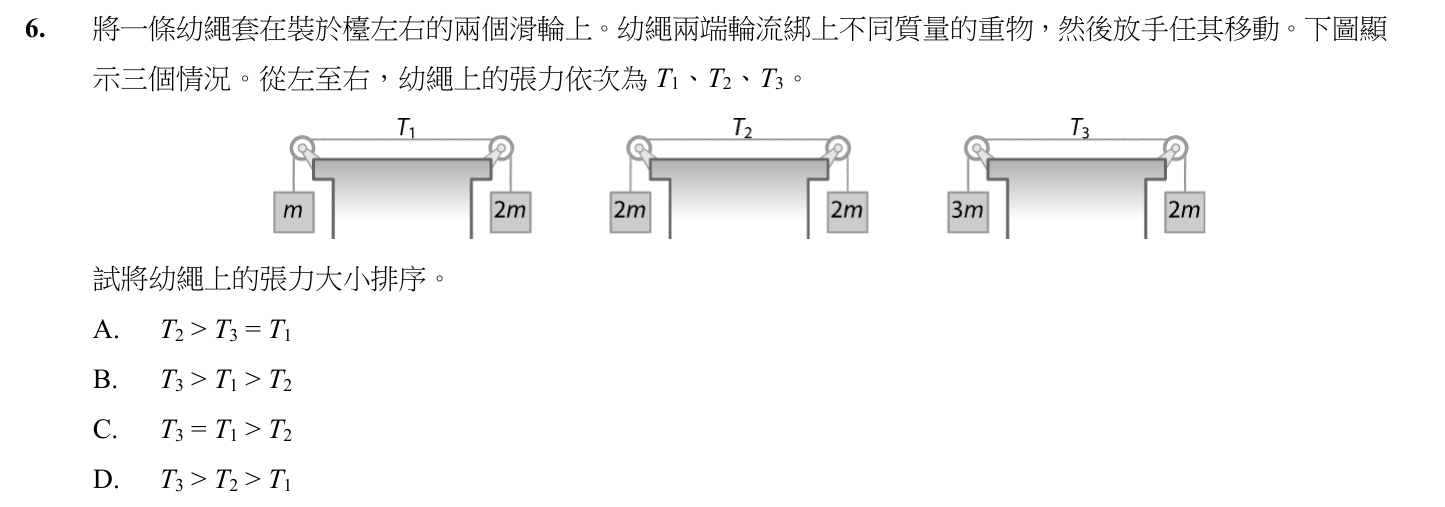 6. 將一條幼繩套在裝於檯左右的兩個滑輪上。幼繩兩端輪流綁上不同質量的重物，然後放手任其移動。下圖顯
示三個情況。從左至右，幼繩上的張力依次為 T1、T2、T3。
T1 T2 T3
m 2m 2m 2m 3m 2m
試將幼繩上的張力大小排序。
A. T2 > T3 = T1
B. T3 > T1 > T2
C. T3 = T1 > T2
D. T3 > T2 > T1